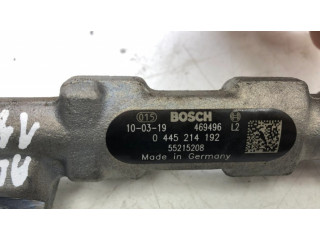 015 BOSCH
10-03-19 469496 L2
0 445 214 192
55215208
Made in Germany